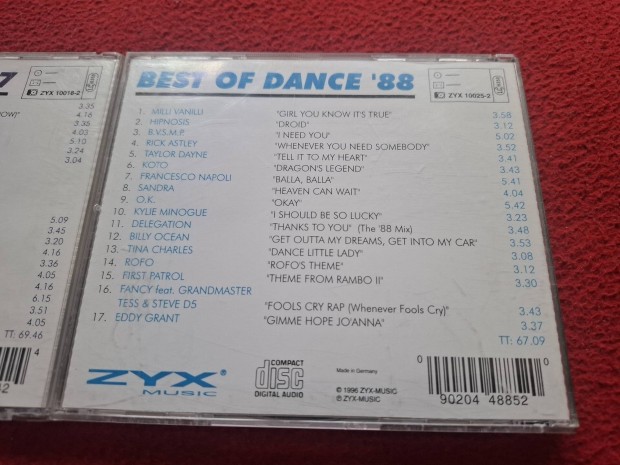 Z
ZYX 10018-2
3.35
NOW)" 4.16
3.35
4.03
5.10
3.24
3.04
5.09
3.45
3.20
4.16
3.36
4.05
4.16
6.15
3.51
4.05
TT: 69.46
4
52
BEST OF DANCE '88
ZYX 10025-2
1. MILLI VANILLI "GIRL YOU KNOW IT'S TRUE" 3.58
2. HIPNOSIS "DROID" 3.12
3. B.V.S.M.P. "I NEED YOU" 5.02
4. RICK ASTLEY "WHENEVER YOU NEED SOMEBODY" 3.52
5. TAYLOR DAYNE "TELL IT TO MY HEART" 3.41
6. KOTO "DRAGON'S LEGEND" 3.43
7. FRANCESCO NAPOLI "BALLA, BALLA" 5.41
8. SANDRA "HEAVEN CAN WAIT" 4.04
9. O.K. "OKAY" 5.42
10. KYLIE MINOGUE "I SHOULD BE SO LUCKY" 3.23
11. DELEGATION "THANKS TO YOU" (The '88 Mix) 3.48
12. BILLY OCEAN "GET OUTTA MY DREAMS, GET INTO MY CAR" 3.53
13. TINA CHARLES "DANCE LITTLE LADY" 3.08
14. ROFO "ROFO'S THEME" 3.12
15. FIRST PATROL "THEME FROM RAMBO II" 3.30
16. FANCY feat. GRANDMASTER
TESS & STEVE D5 "FOOLS CRY RAP (Whenever Fools Cry)" 3.43
17. EDDY GRANT "GIMME HOPE JO'ANNA" 3.37
TT: 67.09
ZYX®
MUSIC
COMPACT
disc
DIGITAL AUDIO
Made in Germany
© 1996 ZYX-MUSIC
℗ ZYX-MUSIC
0 0
90204 48852